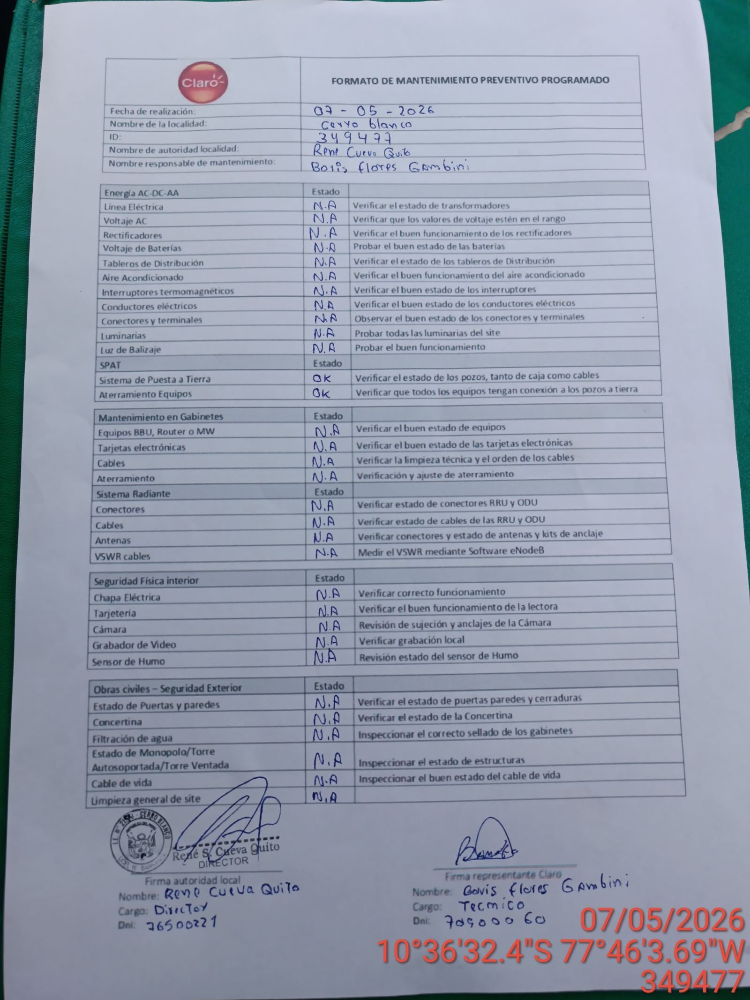 Claro
FORMATO DE MANTENIMIENTO PREVENTIVO PROGRAMADO
Fecha de realización: 07 - 05 - 2026
Nombre de la localidad: Cerro blanco
ID: 349477
Nombre de autoridad localidad: Rene Cueva Quito
Nombre responsable de mantenimiento: Boris flores GAmbini
Energía AC-DC-AA Estado
Línea Eléctrica N.A Verificar el estado de transformadores
Voltaje AC N.A Verificar que los valores de voltaje estén en el rango
Rectificadores N.A Verificar el buen funcionamiento de los rectificadores
Voltaje de Baterías N.A Probar el buen estado de las baterías
Tableros de Distribución N.A Verificar el estado de los tableros de Distribución
Aire Acondicionado N.A Verificar el buen funcionamiento del aire acondicionado
Interruptores termomagnéticos N.A Verificar el buen estado de los interruptores
Conductores eléctricos N.A Verificar el buen estado de los conductores eléctricos
Conectores y terminales N.A Observar el buen estado de los conectores y terminales
Luminarias N.A Probar todas las luminarias del site
Luz de Balizaje N.A Probar el buen funcionamiento
SPAT Estado
Sistema de Puesta a Tierra OK Verificar el estado de los pozos, tanto de caja como cables
Aterramiento Equipos OK Verificar que todos los equipos tengan conexión a los pozos a tierra
Mantenimiento en Gabinetes Estado
Equipos BBU, Router o MW N.A Verificar el buen estado de equipos
Tarjetas electrónicas N.A Verificar el buen estado de las tarjetas electrónicas
Cables N.A Verificar la limpieza técnica y el orden de los cables
Aterramiento N.A Verificación y ajuste de aterramiento
Sistema Radiante Estado
Conectores N.A Verificar estado de conectores RRU y ODU
Cables N.A Verificar estado de cables de las RRU y ODU
Antenas N.A Verificar conectores y estado de antenas y kits de anclaje
VSWR cables N.A Medir el VSWR mediante Software eNodeB
Seguridad Física interior Estado
Chapa Eléctrica N.A Verificar correcto funcionamiento
Tarjetería N.A Verificar el buen funcionamiento de la lectora
Cámara N.A Revisión de sujeción y anclajes de la Cámara
Grabador de Video N.A Verificar grabación local
Sensor de Humo N.A Revisión estado del sensor de Humo
Obras civiles – Seguridad Exterior Estado
Estado de Puertas y paredes N.A Verificar el estado de puertas paredes y cerraduras
Concertina N.A Verificar el estado de la Concertina
Filtración de agua N.A Inspeccionar el correcto sellado de los gabinetes
Estado de Monopolo/Torre
Autosoportada/Torre Ventada N.A Inspeccionar el estado de estructuras
Cable de vida N.A Inspeccionar el buen estado del cable de vida
Limpieza general de site N.A
CERRO BLANCO
René S. Cueva Quito
DIRECTOR
Firma autoridad local
Nombre: Rene Cueva Quito
Cargo: Director
Dni: 76500221
Firma representante Claro
Nombre: Boris flores GAmbini
Cargo: Tecnico
Dni: 70900060
07/05/2026
10°36'32.4"S 77°46'3.69"W
349477